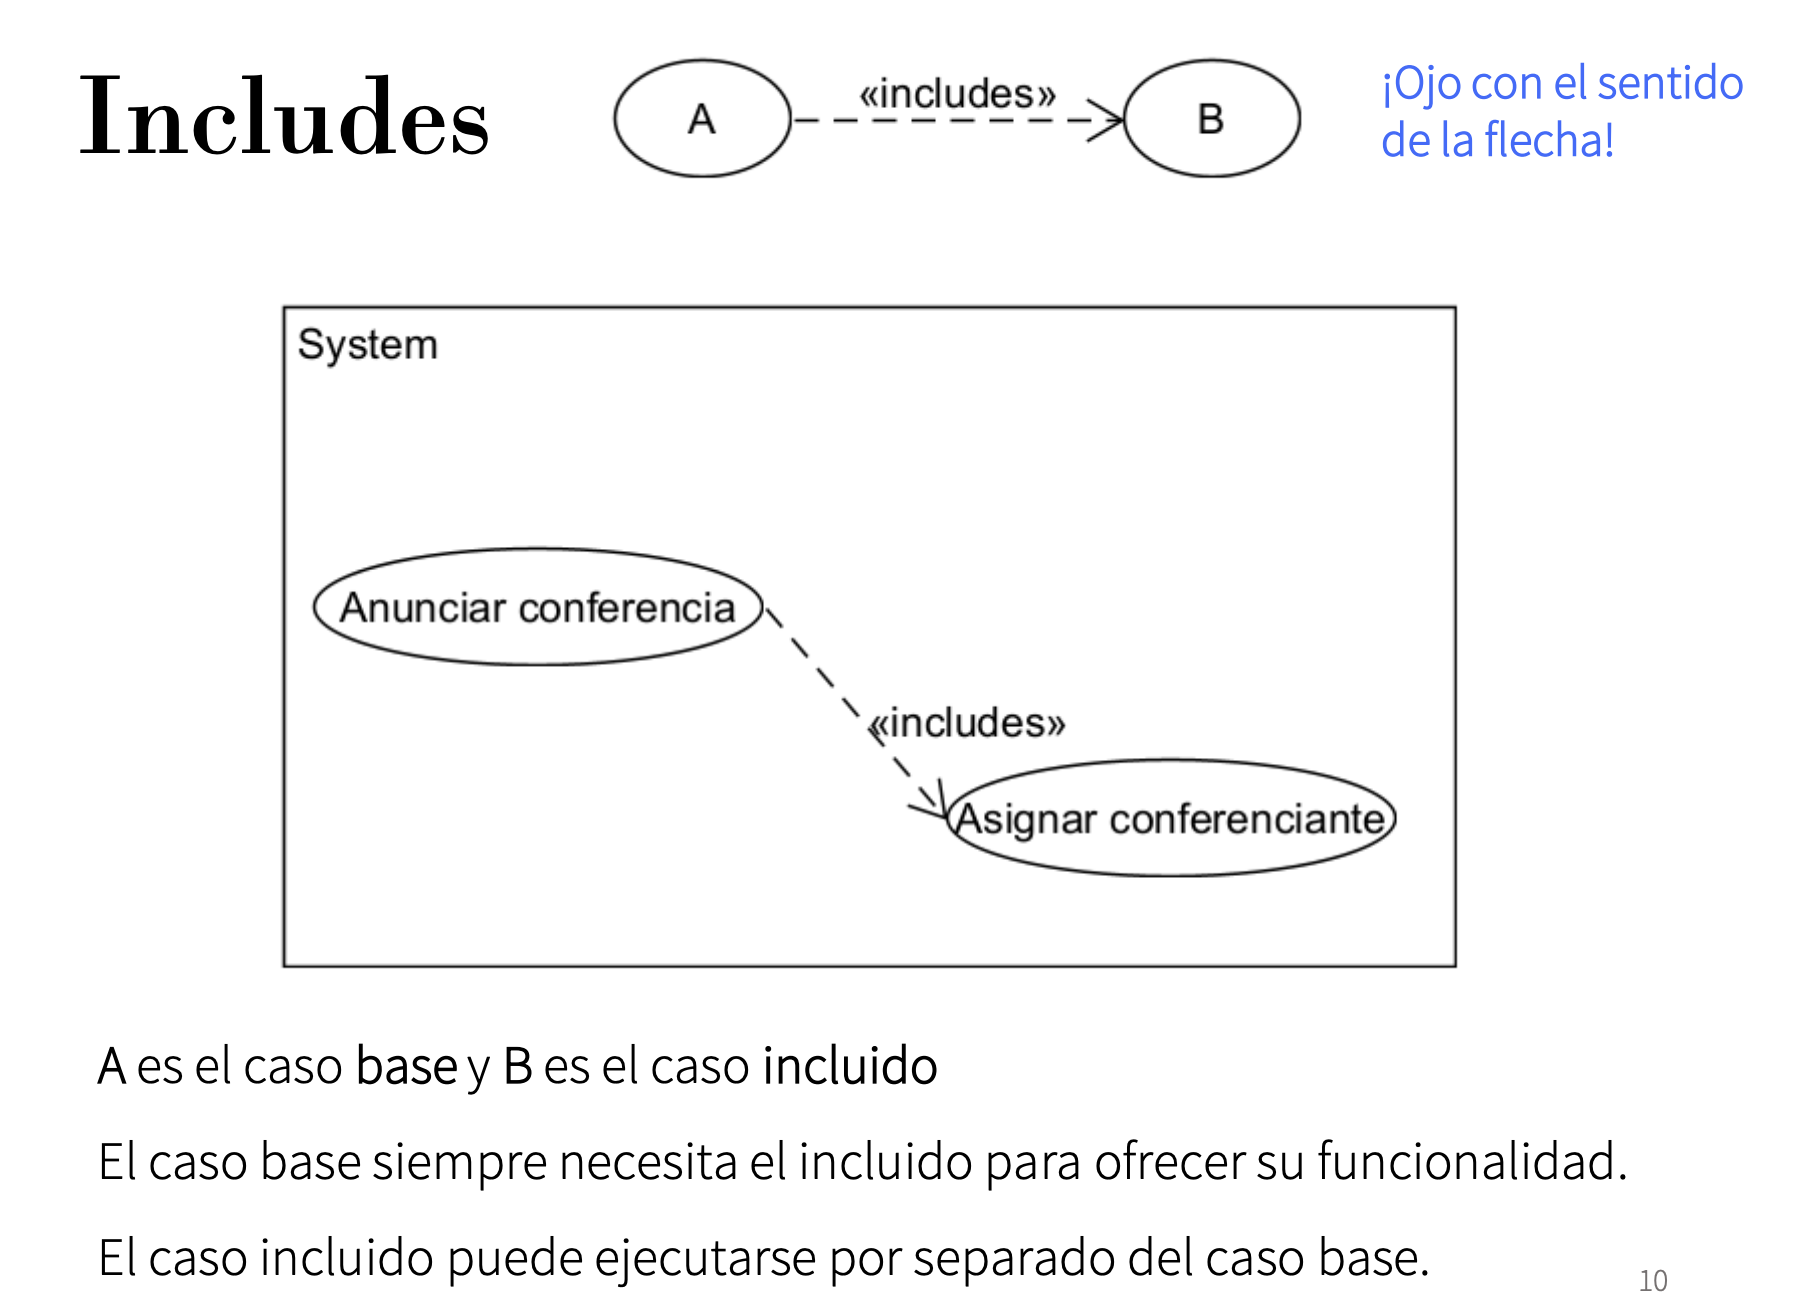 Includes
A
«includes»
B
¡Ojo con el sentido
de la flecha!
System
Anunciar conferencia
«includes»
Asignar conferenciante
A es el caso base y B es el caso incluido
El caso base siempre necesita el incluido para ofrecer su funcionalidad.
El caso incluido puede ejecutarse por separado del caso base.
10